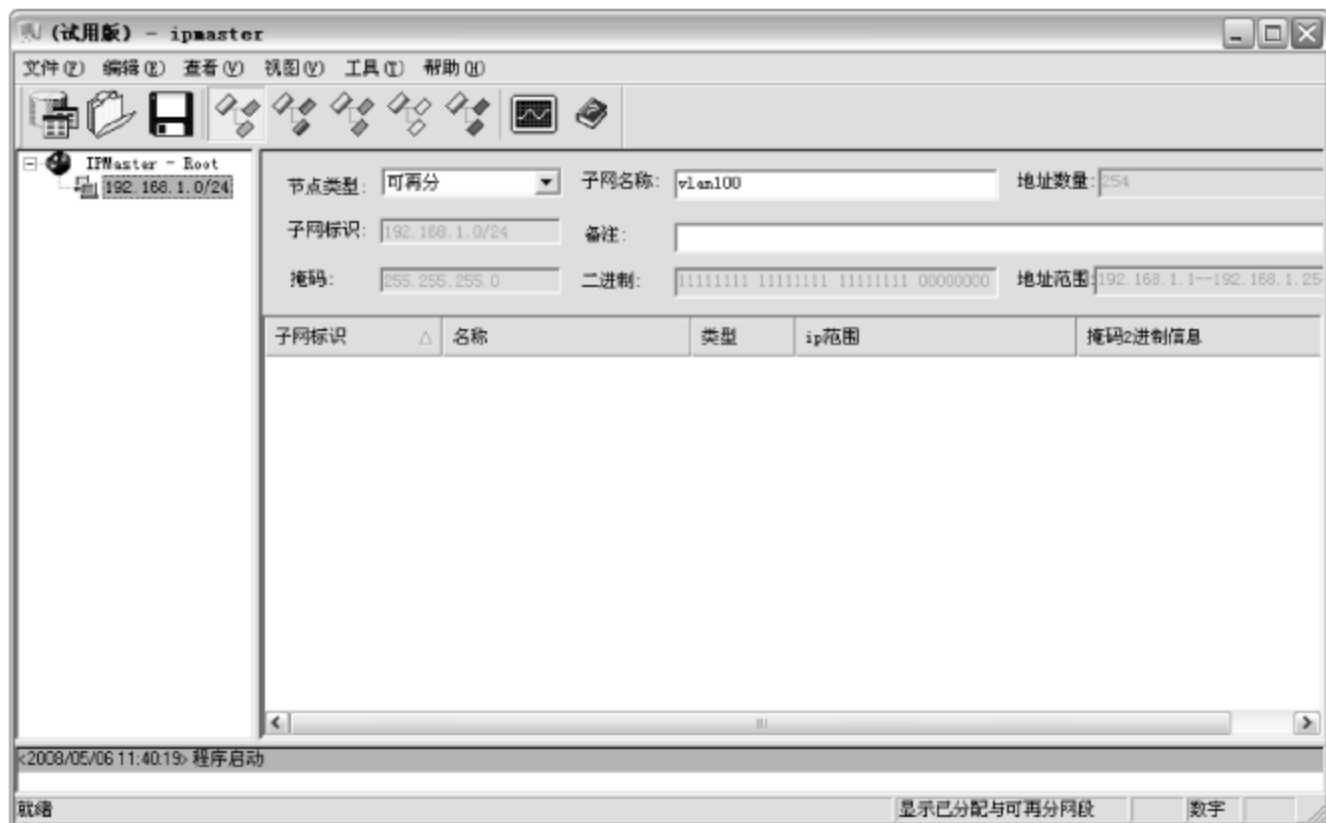 (试用版) - ipmaster
文件(F) 编辑(E) 查看(V) 视图(V) 工具(T) 帮助(H)
IPMaster - Root
192.168.1.0/24
节点类型: 可再分 子网名称: vlan100 地址数量: 254
子网标识: 192.168.1.0/24 备注:
掩码: 255.255.255.0 二进制: 11111111 11111111 11111111 00000000 地址范围: 192.168.1.1--192.168.1.25
子网标识 名称 类型 ip范围 掩码2进制信息
<2008/05/06 11:40:19> 程序启动
就绪 显示已分配与可再分网段 数字